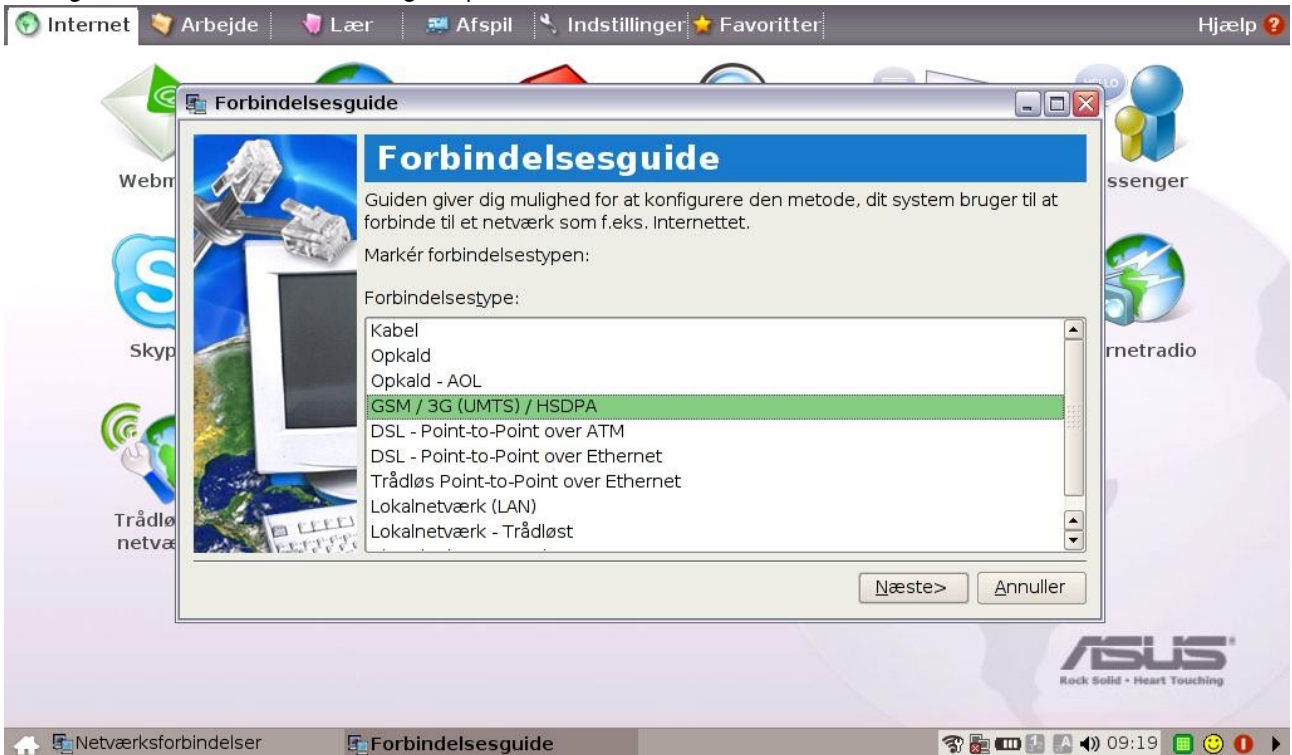 Internet Arbejde Lær Afspil Indstillinger Favoritter Hjælp
Forbindelsesguide
HELLO
Webm
ssenger
Forbindelsesguide
Guiden giver dig mulighed for at konfigurere den metode, dit system bruger til at
forbinde til et netværk som f.eks. Internettet.
Markér forbindelsestypen:
Forbindelsestype:
Kabel
Opkald
Opkald - AOL
GSM / 3G (UMTS) / HSDPA
DSL - Point-to-Point over ATM
DSL - Point-to-Point over Ethernet
Trådløs Point-to-Point over Ethernet
Lokalnetværk (LAN)
Lokalnetværk - Trådløst
Skyp
rnetradio
Trådlø
netvæ
Næste> Annuller
ASUS
Rock Solid • Heart Touching
Netværksforbindelser Forbindelsesguide 09:19